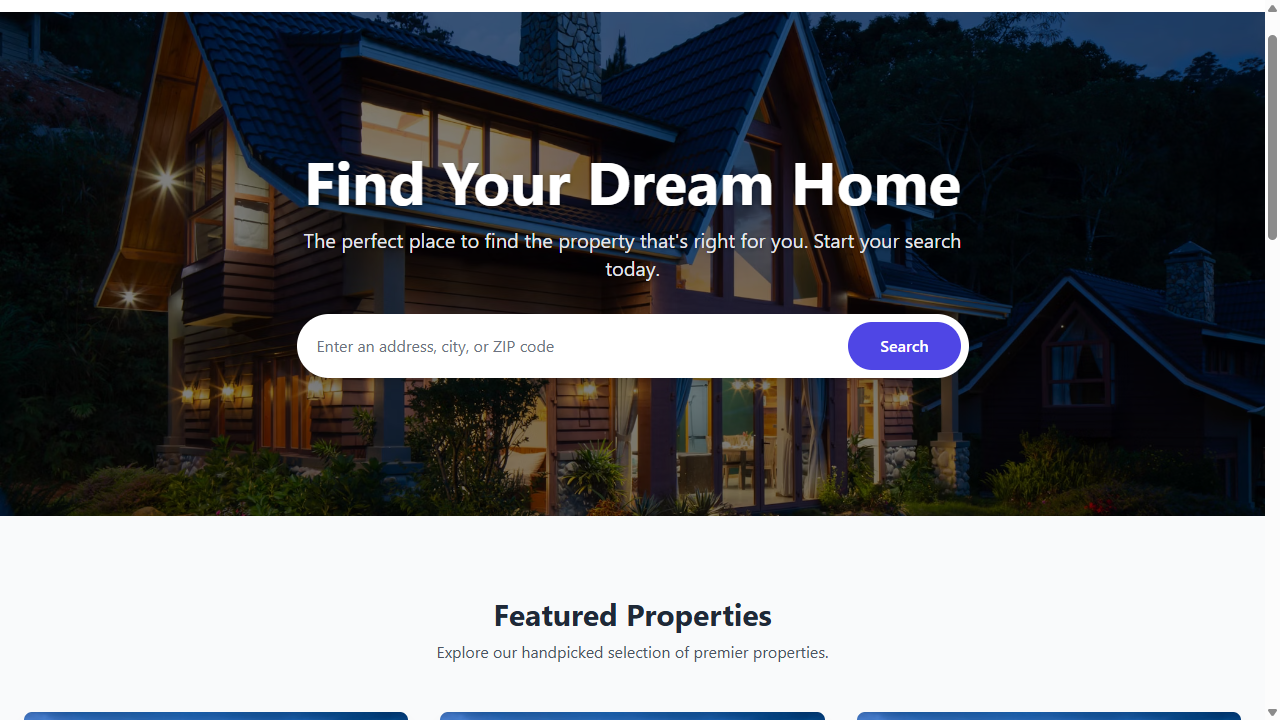 Find Your Dream Home
The perfect place to find the property that's right for you. Start your search
today.
Enter an address, city, or ZIP code
Search
Featured Properties
Explore our handpicked selection of premier properties.